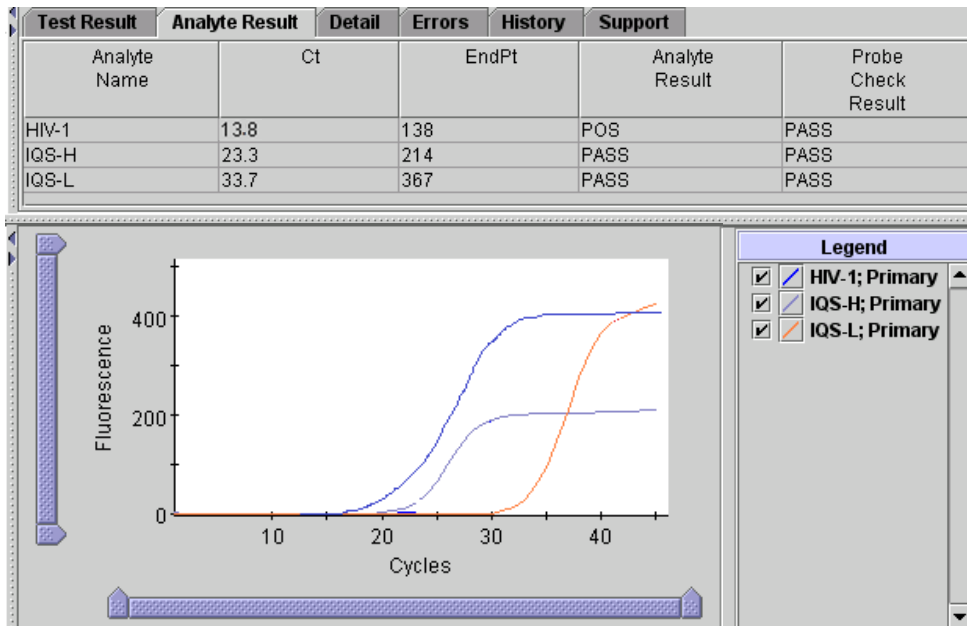 Test Result Analyte Result Detail Errors History Support
Analyte Name Ct EndPt Analyte Result Probe Check Result
HIV-1 13.8 138 POS PASS
IQS-H 23.3 214 PASS PASS
IQS-L 33.7 367 PASS PASS
Legend
HIV-1; Primary
IQS-H; Primary
IQS-L; Primary
Fluorescence
400
200
0
10 20 30 40
Cycles